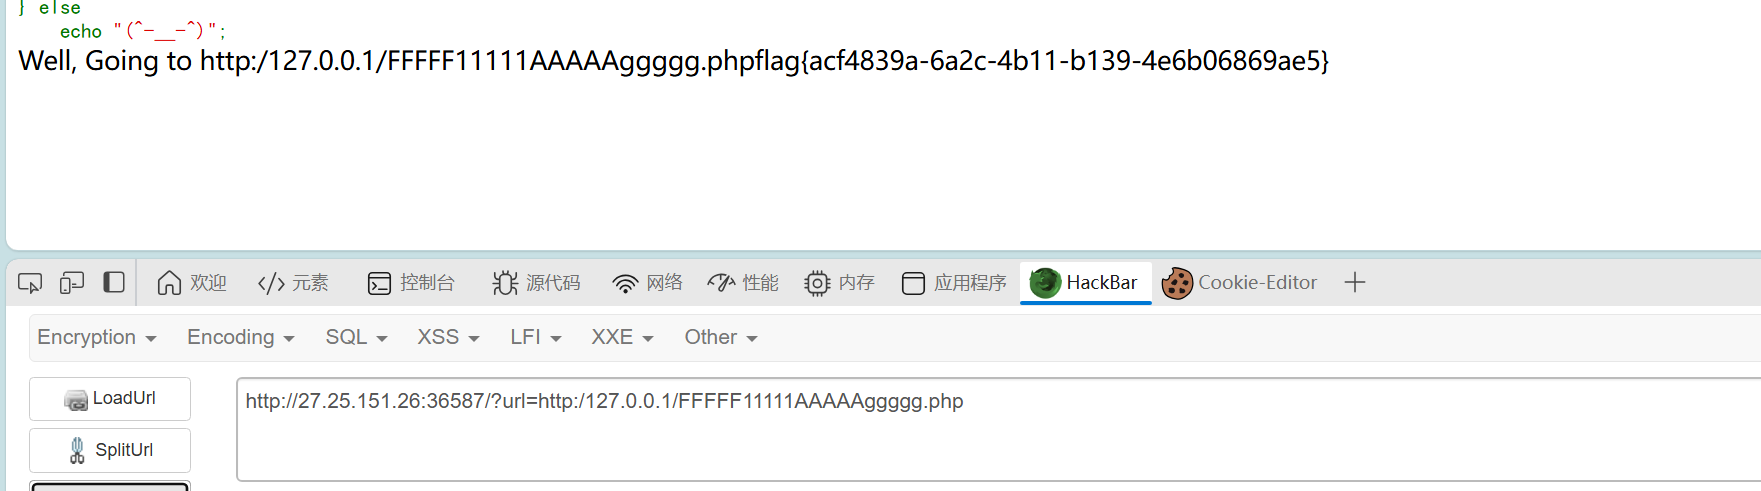 } else
echo "(^-__-^)";
Well, Going to http:/127.0.0.1/FFFFF11111AAAAAggggg.phpflag{acf4839a-6a2c-4b11-b139-4e6b06869ae5}
欢迎 元素 控制台 源代码 网络 性能 内存 应用程序 HackBar Cookie-Editor
Encryption Encoding SQL XSS LFI XXE Other
LoadUrl
http://27.25.151.26:36587/?url=http:/127.0.0.1/FFFFF11111AAAAAggggg.php
SplitUrl